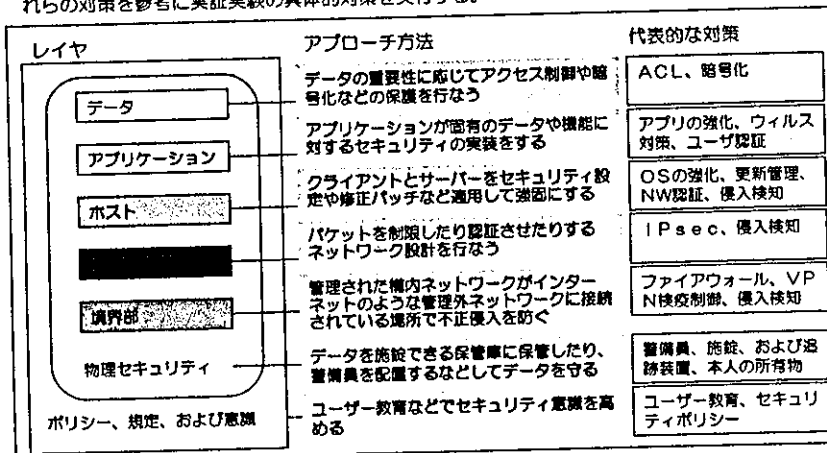 れらの対策を参考に実証実験の具体的対策を実行する。
レイヤ
アプローチ方法
代表的な対策
データ
データの重要性に応じてアクセス制御や暗
号化などの保護を行なう
ACL、暗号化
アプリケーション
アプリケーションが固有のデータや機能に
対するセキュリティの実装をする
アプリの強化、ウィルス
対策、ユーザ認証
ホスト
クライアントとサーバーをセキュリティ設
定や修正パッチなど適用して強固にする
OSの強化、更新管理、
NW認証、侵入検知
パケットを制限したり認証させたりする
ネットワーク設計を行なう
IPsec、侵入検知
境界部
管理された構内ネットワークがインター
ネットのような管理外ネットワークに接続
されている場所で不正侵入を防ぐ
ファイアウォール、VP
N検疫制御、侵入検知
物理セキュリティ
データを施錠できる保管庫に保管したり、
警備員を配置するなどしてデータを守る
警備員、施錠、および追
跡装置、本人の所有物
ポリシー、規定、および意識
ユーザー教育などでセキュリティ意識を高
める
ユーザー教育、セキュリ
ティポリシー